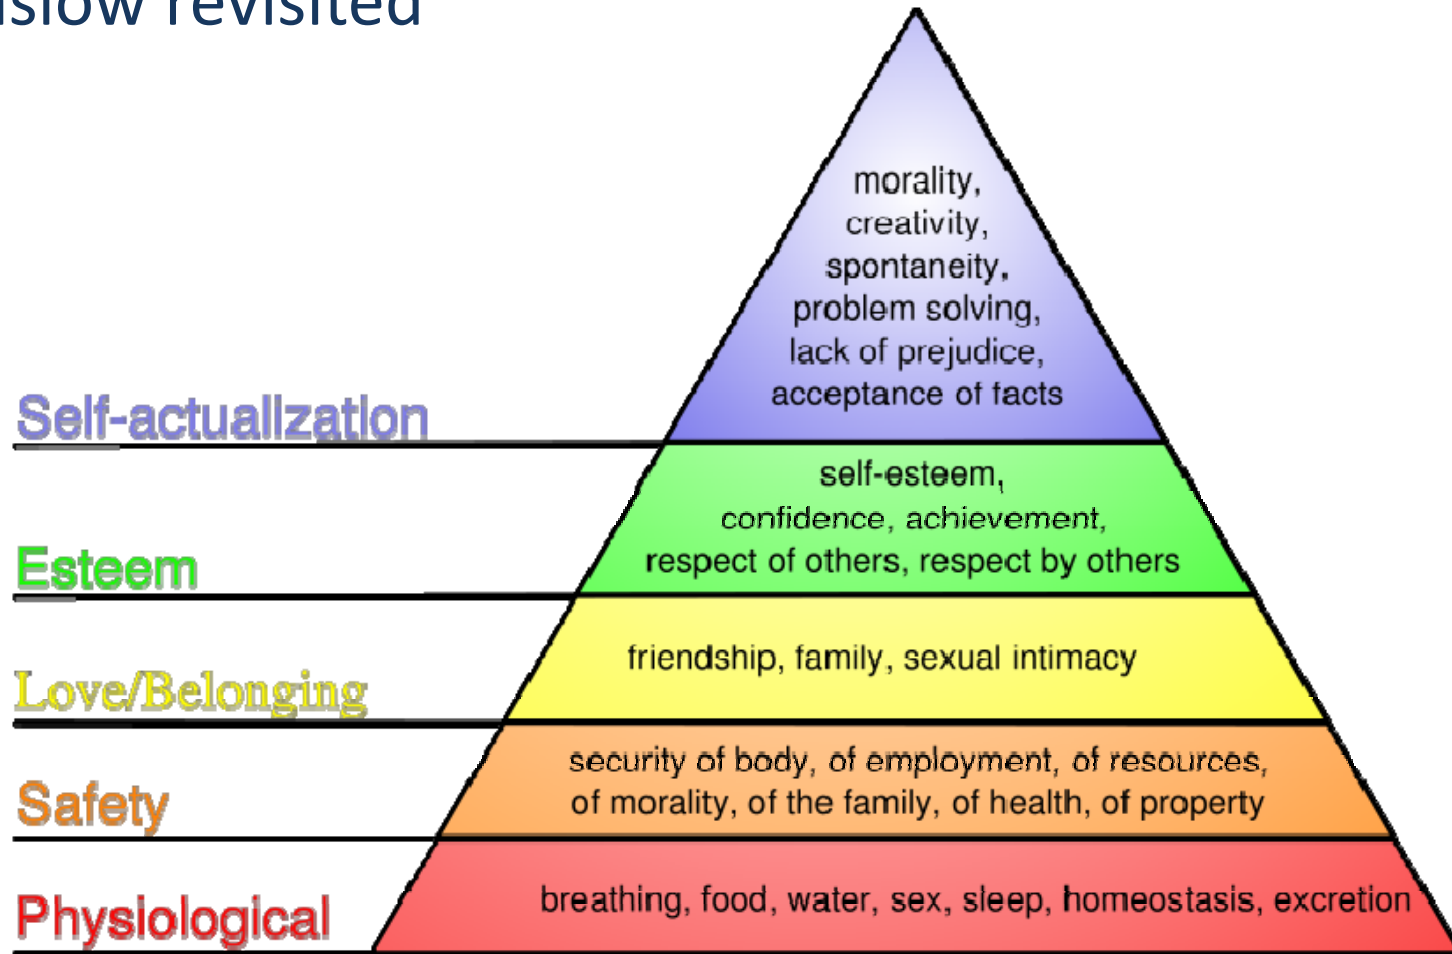 slow revisited
morality,
creativity,
spontaneity,
problem solving,
lack of prejudice,
acceptance of facts
Self-actualization
self-esteem,
confidence, achievement,
respect of others, respect by others
Esteem
friendship, family, sexual intimacy
Love/Belonging
security of body, of employment, of resources,
of morality, of the family, of health, of property
Safety
breathing, food, water, sex, sleep, homeostasis, excretion
Physiological